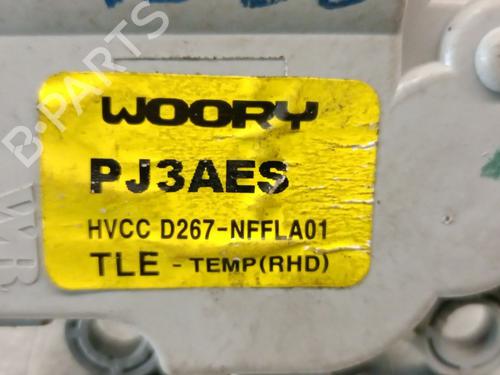 WOORY
PJ3AES
HVCC D267-NFFLA01
TLE - TEMP(RHD)
B-PARTS